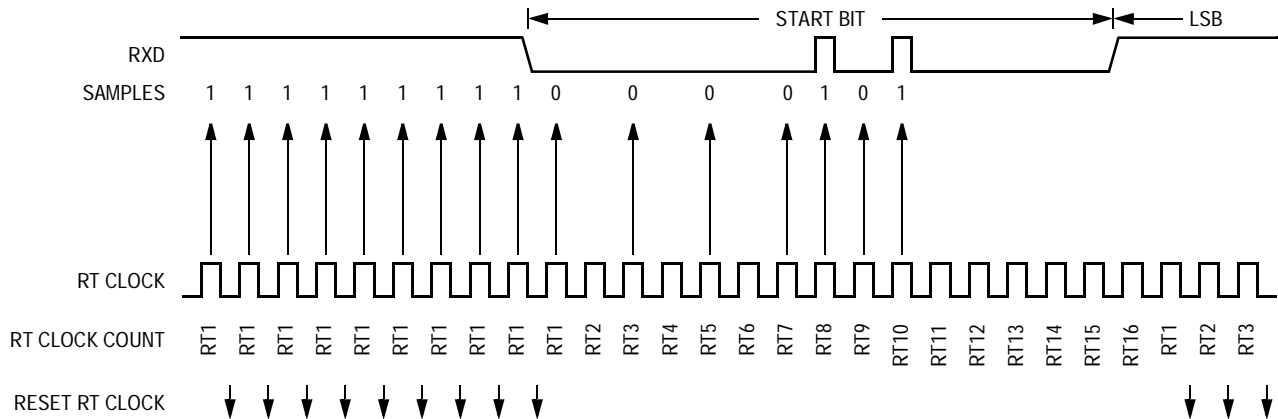 START BIT LSB
RXD
SAMPLES 1 1 1 1 1 1 1 1 1 0 0 0 0 1 0 1
RT CLOCK
RT CLOCK COUNT RT1 RT1 RT1 RT1 RT1 RT1 RT1 RT1 RT1 RT1 RT2 RT3 RT4 RT5 RT6 RT7 RT8 RT9 RT10 RT11 RT12 RT13 RT14 RT15 RT16 RT1 RT2 RT3
RESET RT CLOCK